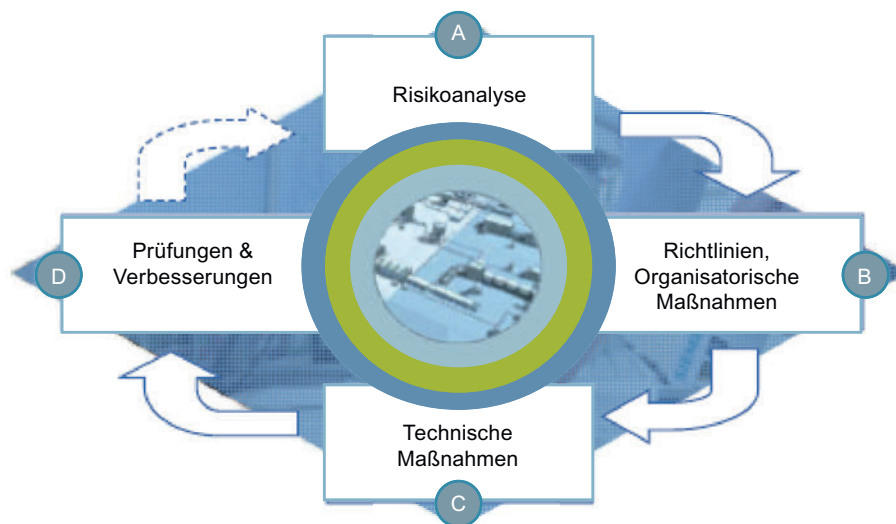 A
Risikoanalyse
Prüfungen &
Verbesserungen
D
Richtlinien,
Organisatorische
Maßnahmen
B
Technische
Maßnahmen
C